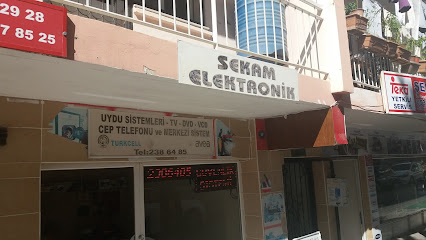 29 28
7 85 25
SEKAM
ELEKTRONİK
UYDU SİSTEMLERİ - TV - DVD - VCD
CEP TELEFONU ve MERKEZİ SİSTEM
TURKCELL
avea
Tel:238 64 85
teka
YETKİLİ
SERVİS